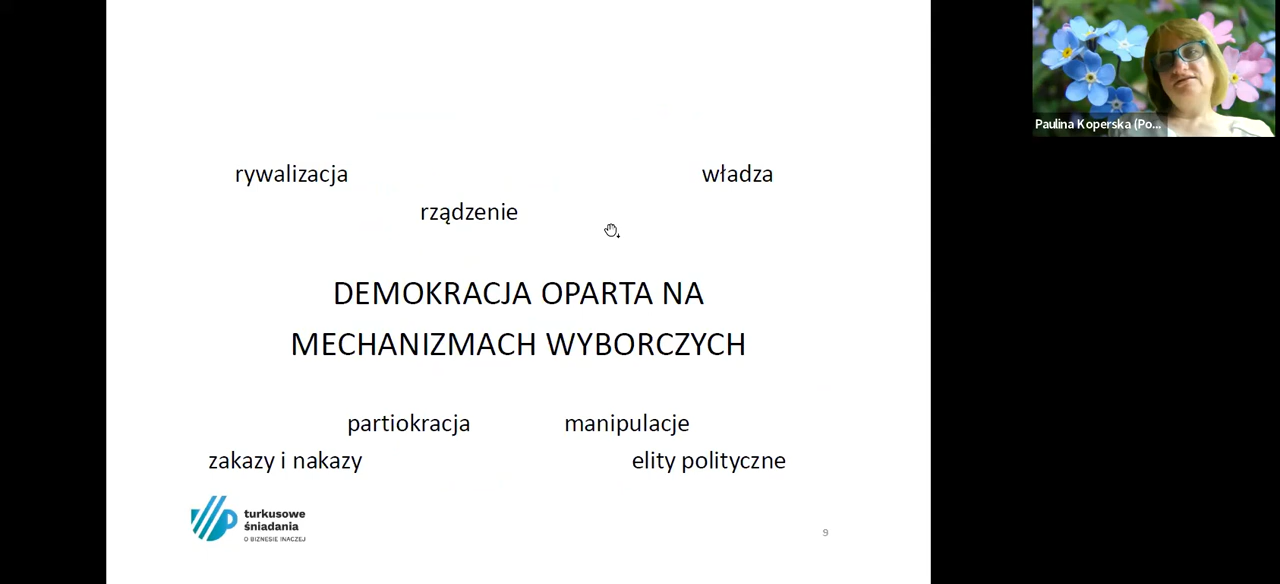 Paulina Koperska (Po...
rywalizacja
władza
rządzenie
DEMOKRACJA OPARTA NA
MECHANIZMACH WYBORCZYCH
partiokracja
manipulacje
zakazy i nakazy
elity polityczne
turkusowe
śniadania
O BIZNESIE INACZEJ
9